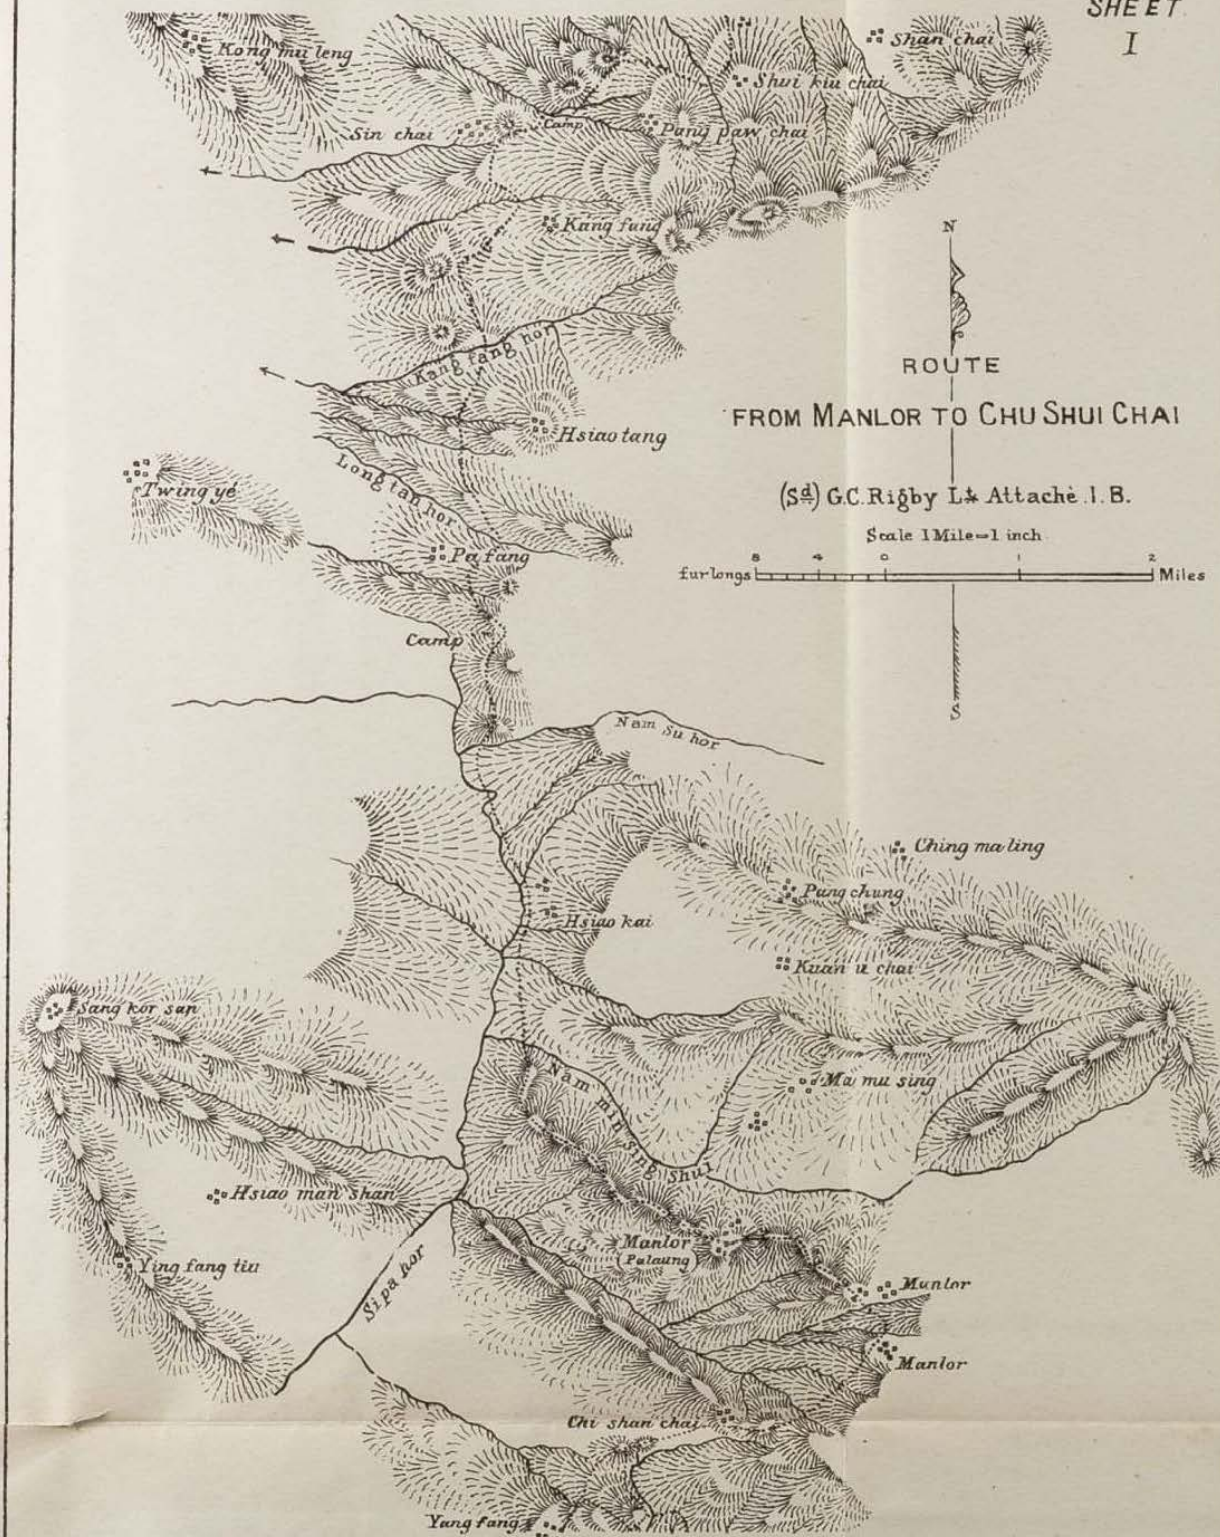 SHEET
I
Kong mu leng
Shan chai
Shui kiu chai
Sin chai
Camp
Pang paw chai
Kang fang
N
Kang fang hor
ROUTE
FROM MANLOR TO CHU SHUI CHAI
Hsiao tang
Long tan hor
Twing yé
(Sd) G.C. Rigby Lt Attachè I. B.
Scale 1 Mile=1 inch
8 4 0 1 2
furlongs Miles
Pa fang
Camp
S
Nam Su hor
Ching ma ling
Pang chung
Hsiao kai
Kuan u chai
Sang kor san
Ma mu sing
Nam min sing Shui
Hsiao man shan
Manlor
(Palaung)
Ying fang tiu
Sipa hor
Manlor
Manlor
Chi shan chai
Yang fang